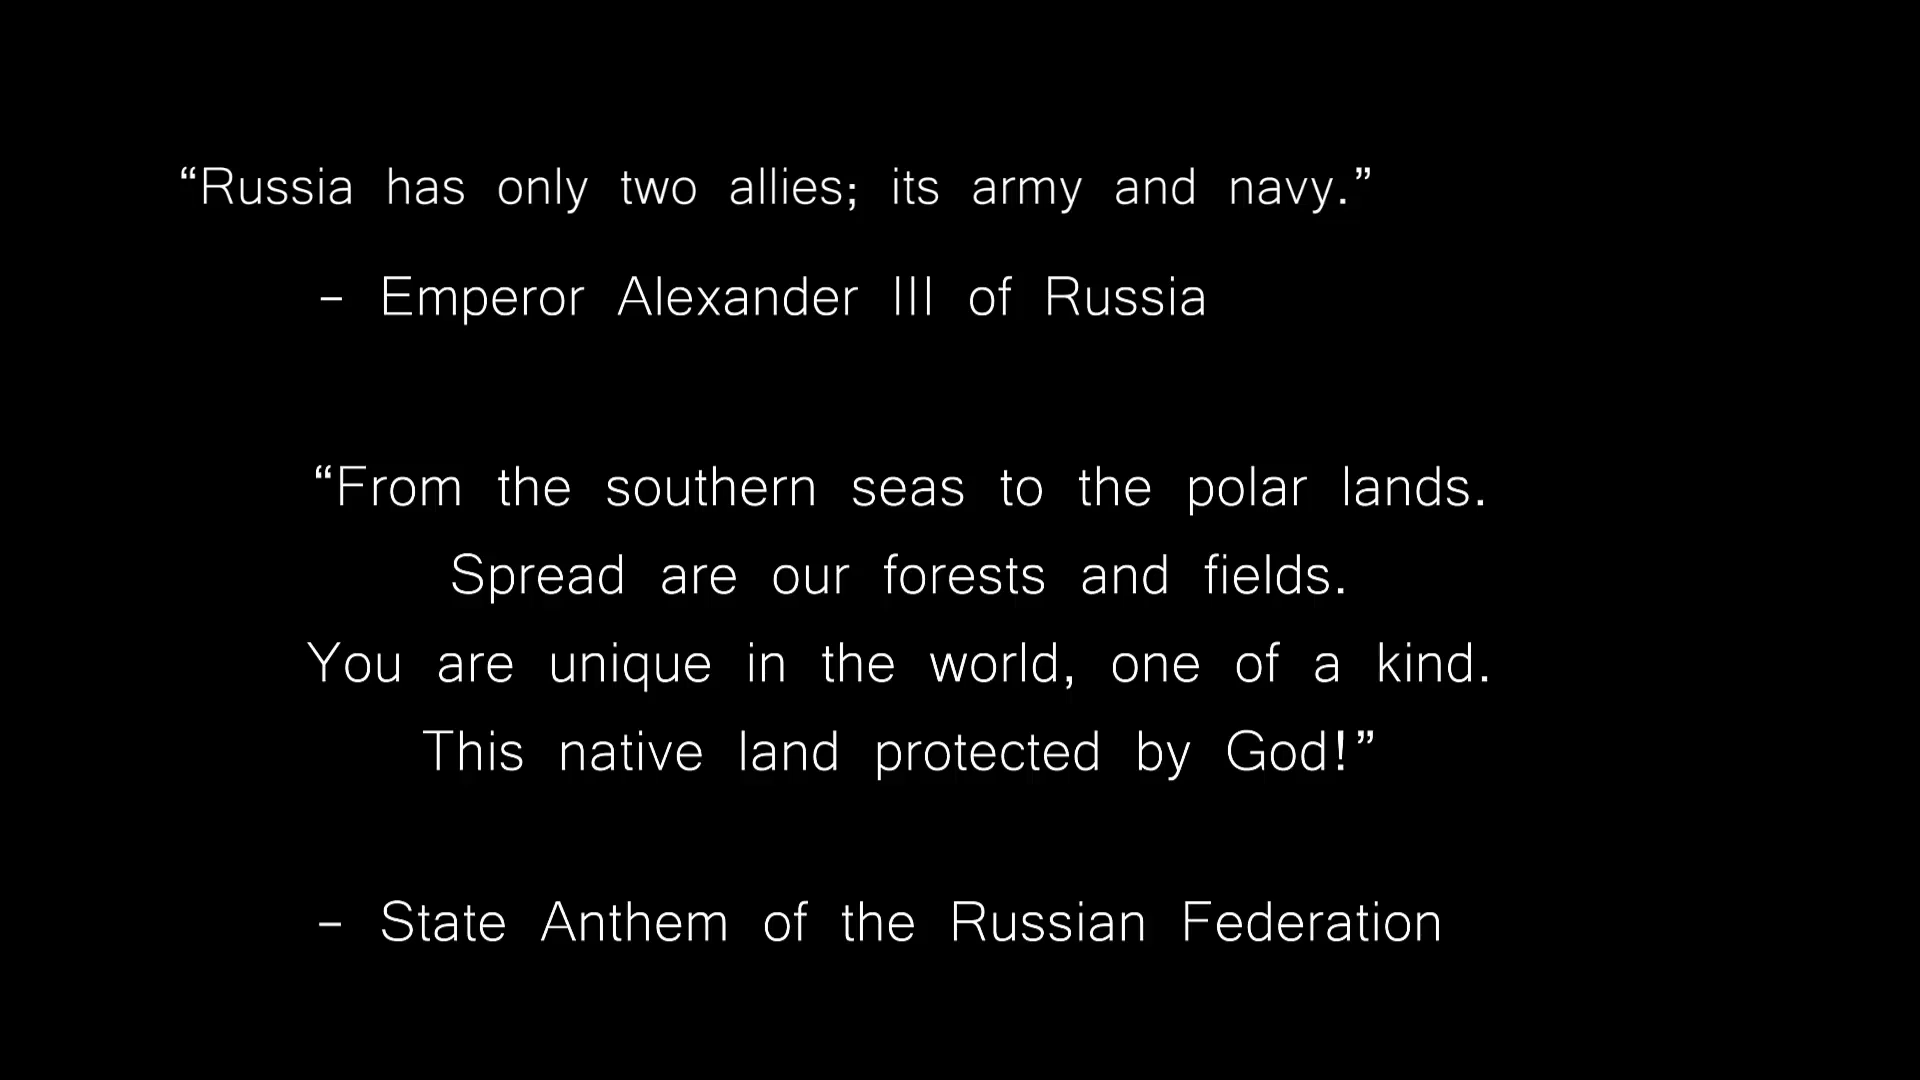 “Russia has only two allies; its army and navy.”
– Emperor Alexander III of Russia
“From the southern seas to the polar lands.
Spread are our forests and fields.
You are unique in the world, one of a kind.
This native land protected by God!”
– State Anthem of the Russian Federation